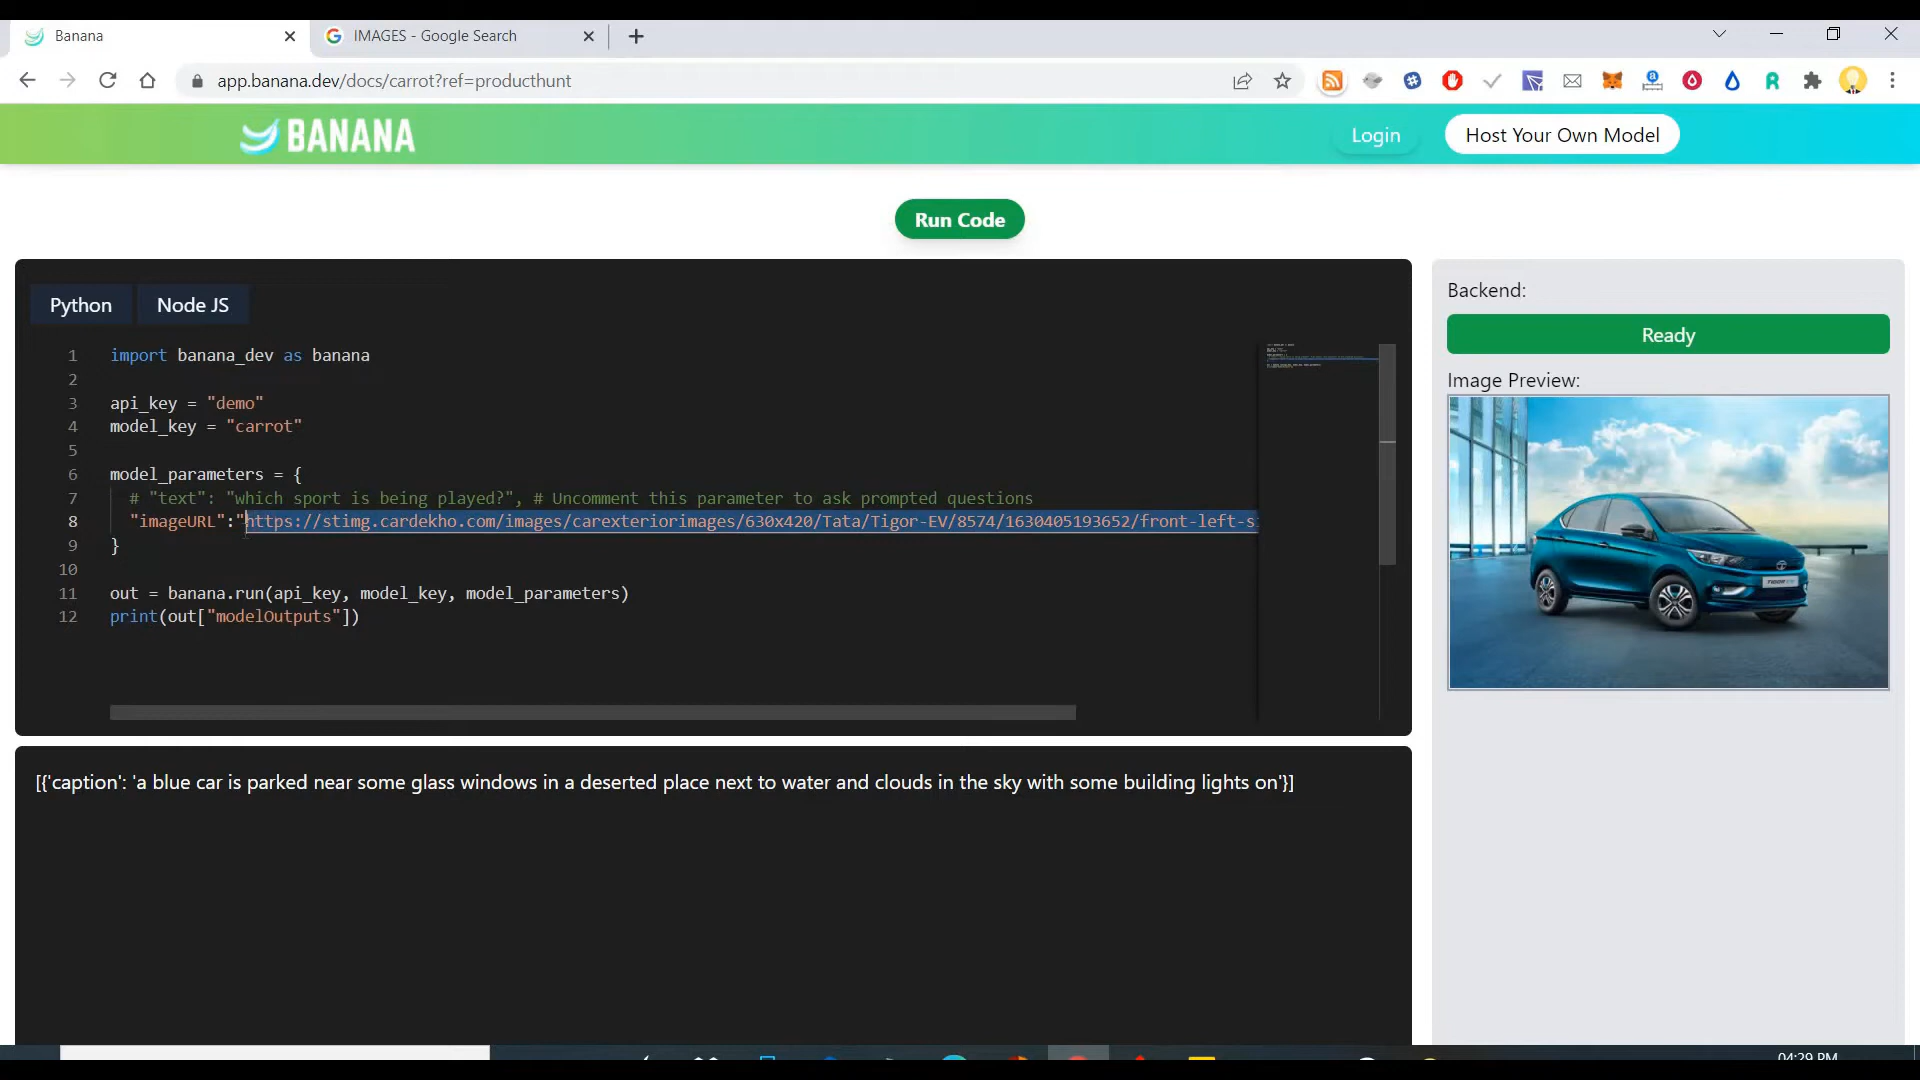 Banana
IMAGES - Google Search
app.banana.dev/docs/carrot?ref=producthunt
BANANA
Login
Host Your Own Model
Run Code
Python
Node JS
1 import banana_dev as banana
2
3 api_key = "demo"
4 model_key = "carrot"
5
6 model_parameters = {
7 # "text": "which sport is being played?", # Uncomment this parameter to ask prompted questions
8 "imageURL":"https://stimg.cardekho.com/images/carexteriorimages/630x420/Tata/Tigor-EV/8574/1630405193652/front-left-s
9 }
10
11 out = banana.run(api_key, model_key, model_parameters)
12 print(out["modelOutputs"])
Backend:
Ready
Image Preview:
[{'caption': 'a blue car is parked near some glass windows in a deserted place next to water and clouds in the sky with some building lights on'}]
04:29 PM